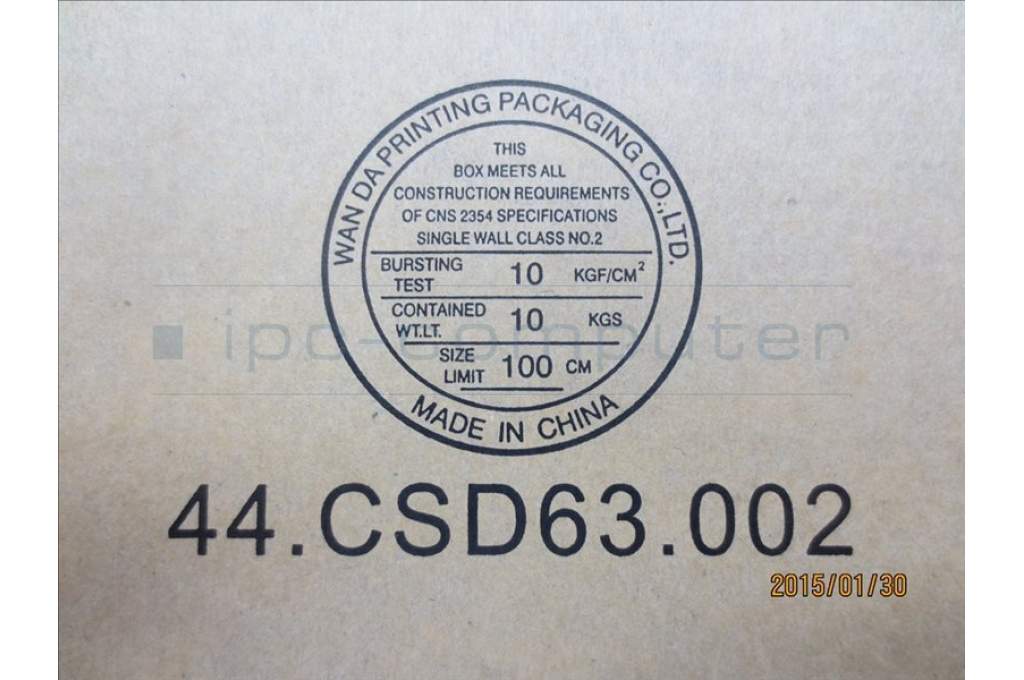 WAN DA PRINTING PACKAGING CO.,LTD.
THIS
BOX MEETS ALL
CONSTRUCTION REQUIREMENTS
OF CNS 2354 SPECIFICATIONS
SINGLE WALL CLASS NO.2
BURSTING TEST 10 KGF/CM²
CONTAINED WT.LT. 10 KGS
SIZE LIMIT 100 CM
MADE IN CHINA
ipc-computer
44.CSD63.002
2015/01/30